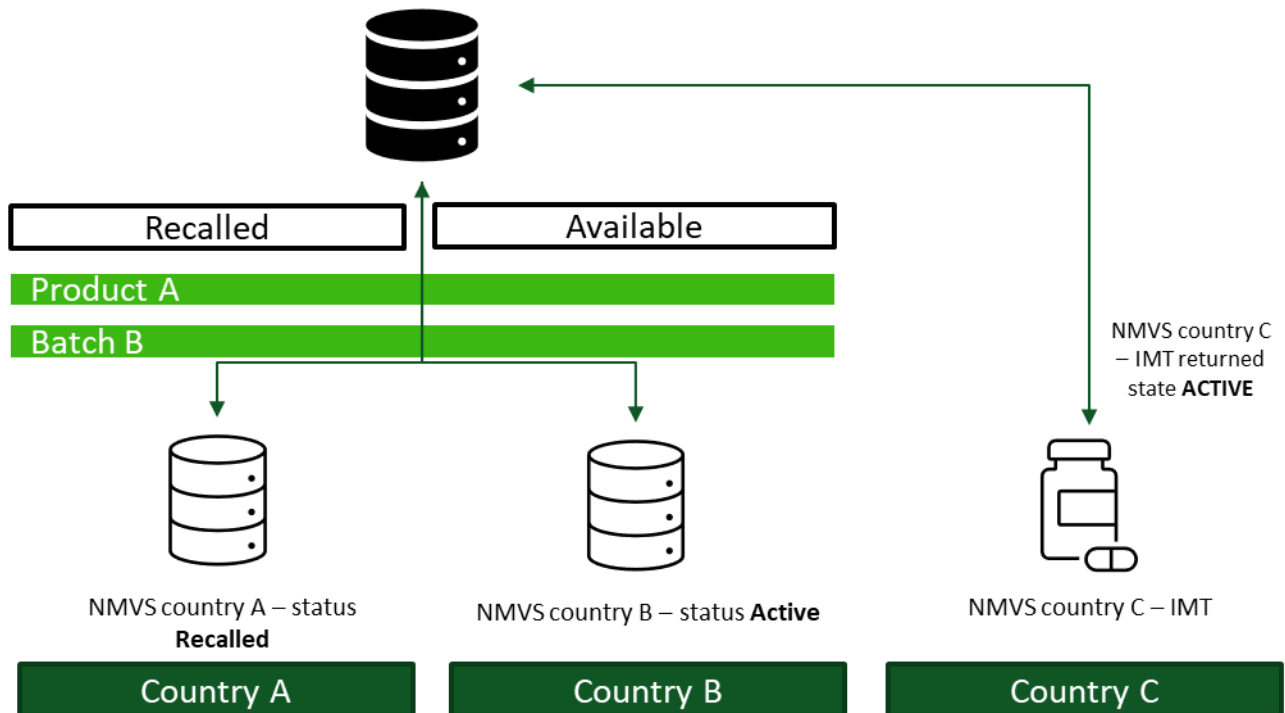 Recalled
Available
Product A
Batch B
NMVS country C
– IMT returned
state ACTIVE
NMVS country A – status
Recalled
NMVS country B – status Active
NMVS country C – IMT
Country A
Country B
Country C